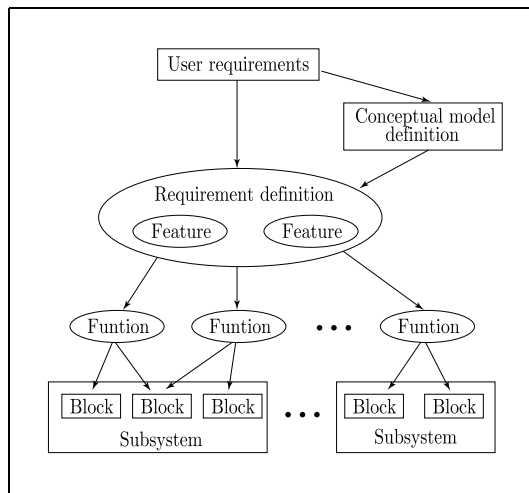 User requirements
Conceptual model
definition
Requirement definition
Feature Feature
Funtion Funtion Funtion
Block Block Block Block Block
Subsystem Subsystem